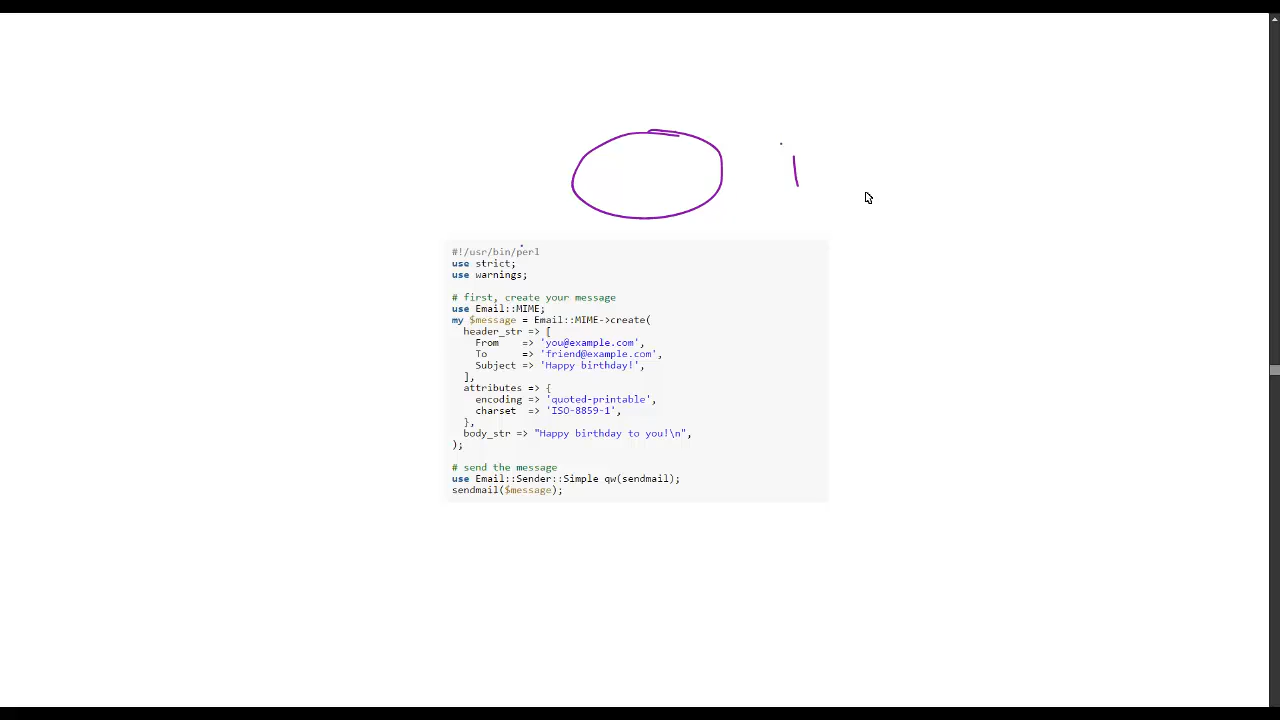 #!/usr/bin/perl
use strict;
use warnings;
# first, create your message
use Email::MIME;
my $message = Email::MIME->create(
  header_str => [
    From    => 'you@example.com',
    To      => 'friend@example.com',
    Subject => 'Happy birthday!',
  ],
  attributes => {
    encoding => 'quoted-printable',
    charset  => 'ISO-8859-1',
  },
  body_str => "Happy birthday to you!\n",
);
# send the message
use Email::Sender::Simple qw(sendmail);
sendmail($message);